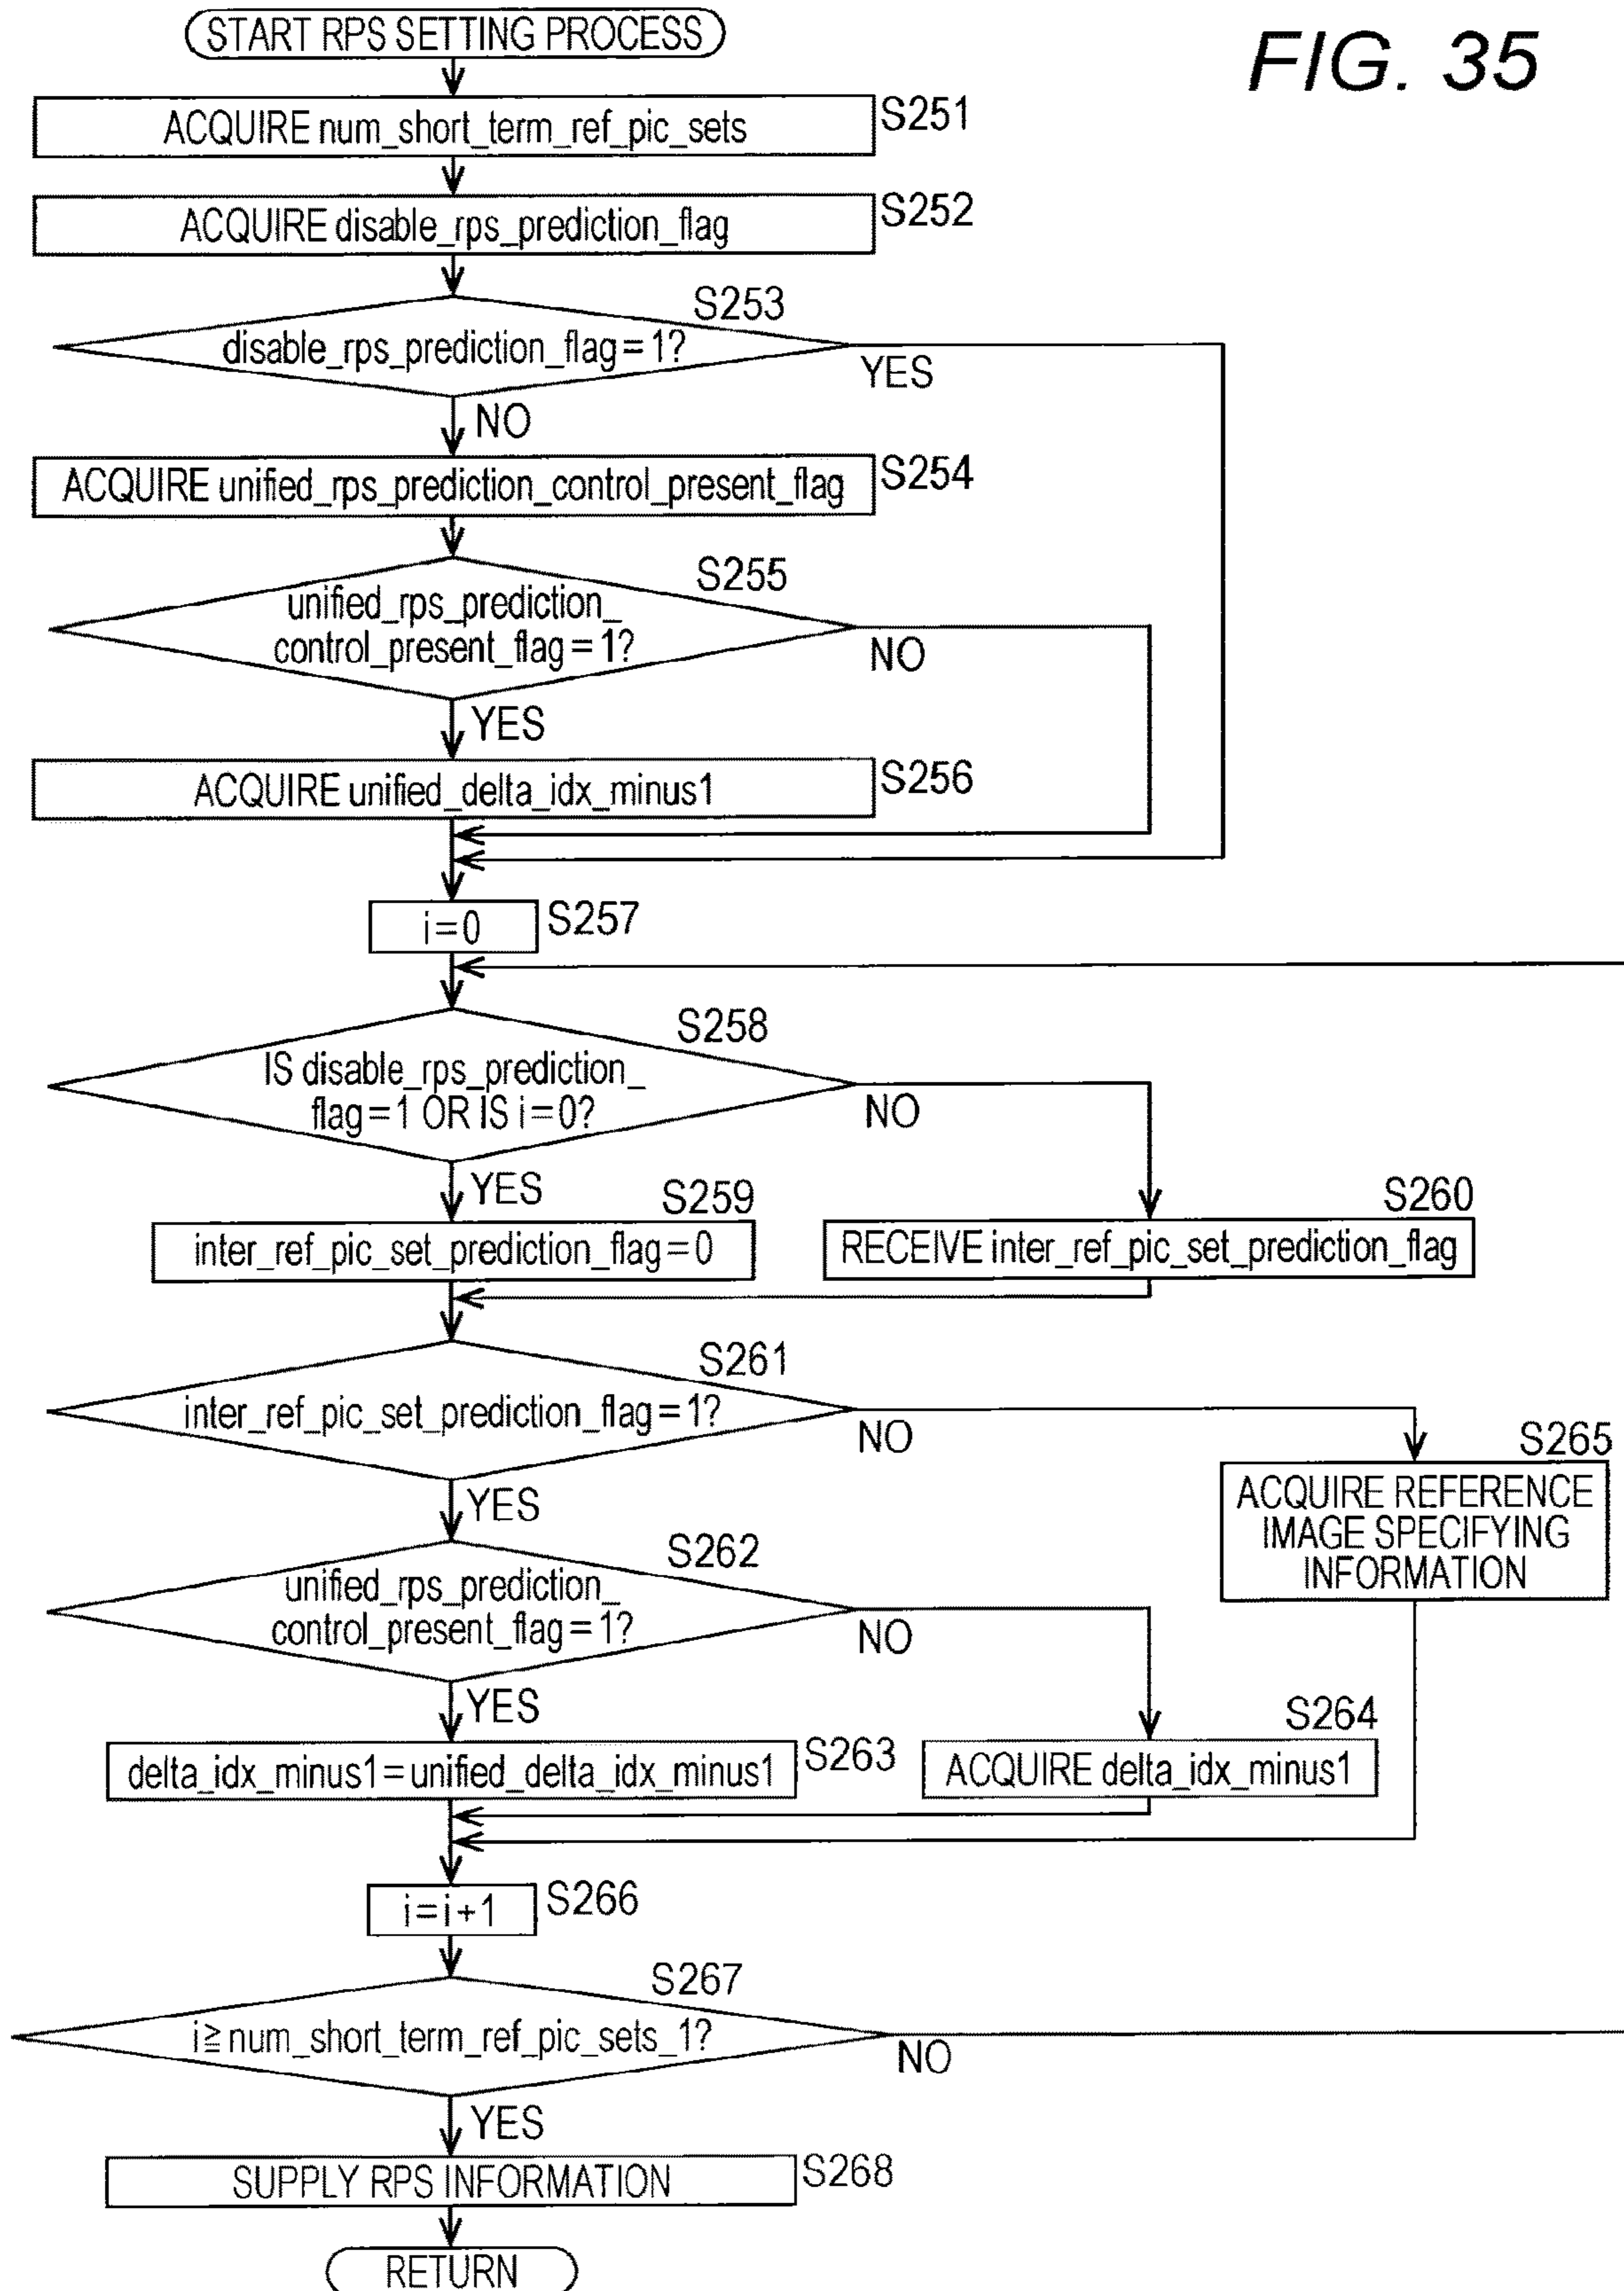 FIG. 35
START RPS SETTING PROCESS
ACQUIRE num_short_term_ref_pic_sets
S251
ACQUIRE disable_rps_prediction_flag
S252
S253
disable_rps_prediction_flag=1?
YES
NO
ACQUIRE unified_rps_prediction_control_present_flag
S254
S255
unified_rps_prediction_
control_present_flag=1?
NO
YES
ACQUIRE unified_delta_idx_minus1
S256
i=0
S257
S258
IS disable_rps_prediction_
flag=1 OR IS i=0?
NO
YES
S259
inter_ref_pic_set_prediction_flag=0
S260
RECEIVE inter_ref_pic_set_prediction_flag
S261
inter_ref_pic_set_prediction_flag=1?
NO
YES
S265
ACQUIRE REFERENCE
IMAGE SPECIFYING
INFORMATION
S262
unified_rps_prediction_
control_present_flag=1?
NO
YES
delta_idx_minus1=unified_delta_idx_minus1
S263
S264
ACQUIRE delta_idx_minus1
i=i+1
S266
S267
i≧num_short_term_ref_pic_sets_1?
NO
YES
SUPPLY RPS INFORMATION
S268
RETURN